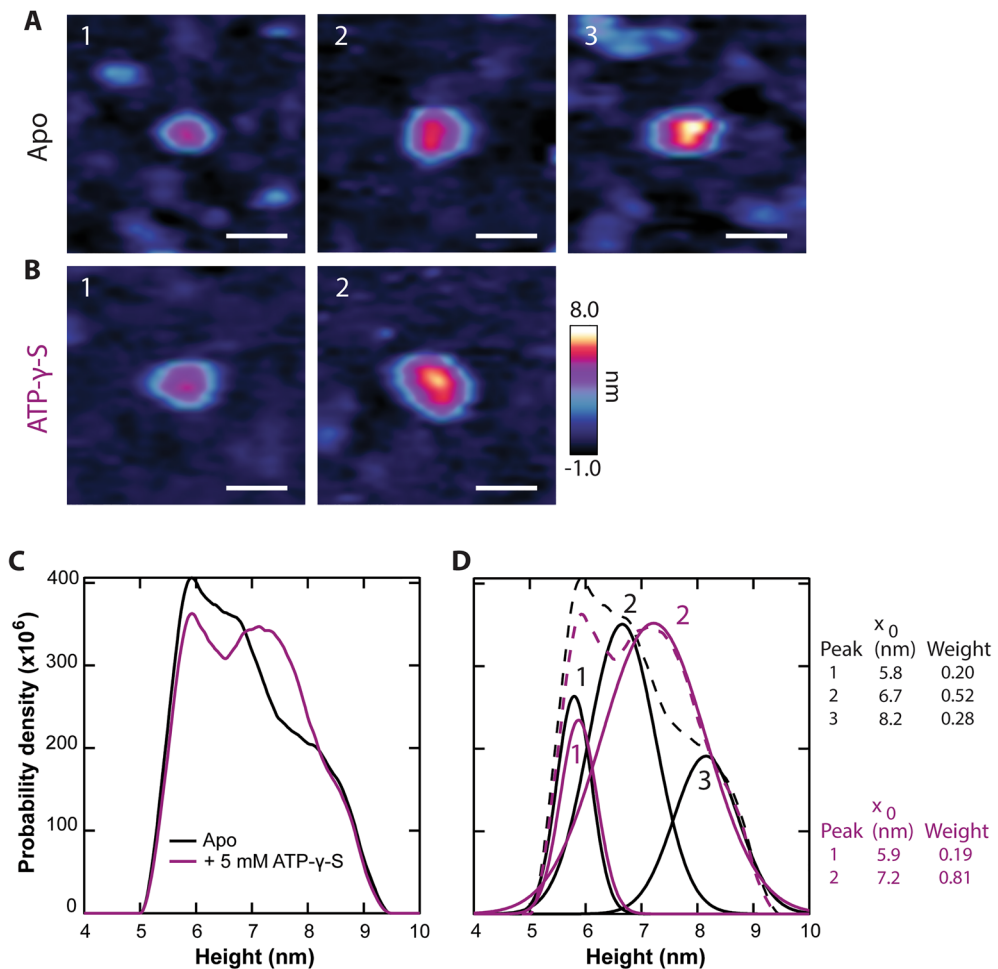 A
1
2
3
Apo
B
1
2
ATP-γ-S
8.0
nm
-1.0
C
Probability density (x10⁶)
400
300
200
100
0
Apo
+ 5 mM ATP-γ-S
4 5 6 7 8 9 10
Height (nm)
D
1
2
2
1
3
4 5 6 7 8 9 10
Height (nm)
x₀
Peak (nm) Weight
1 5.8 0.20
2 6.7 0.52
3 8.2 0.28
x₀
Peak (nm) Weight
1 5.9 0.19
2 7.2 0.81